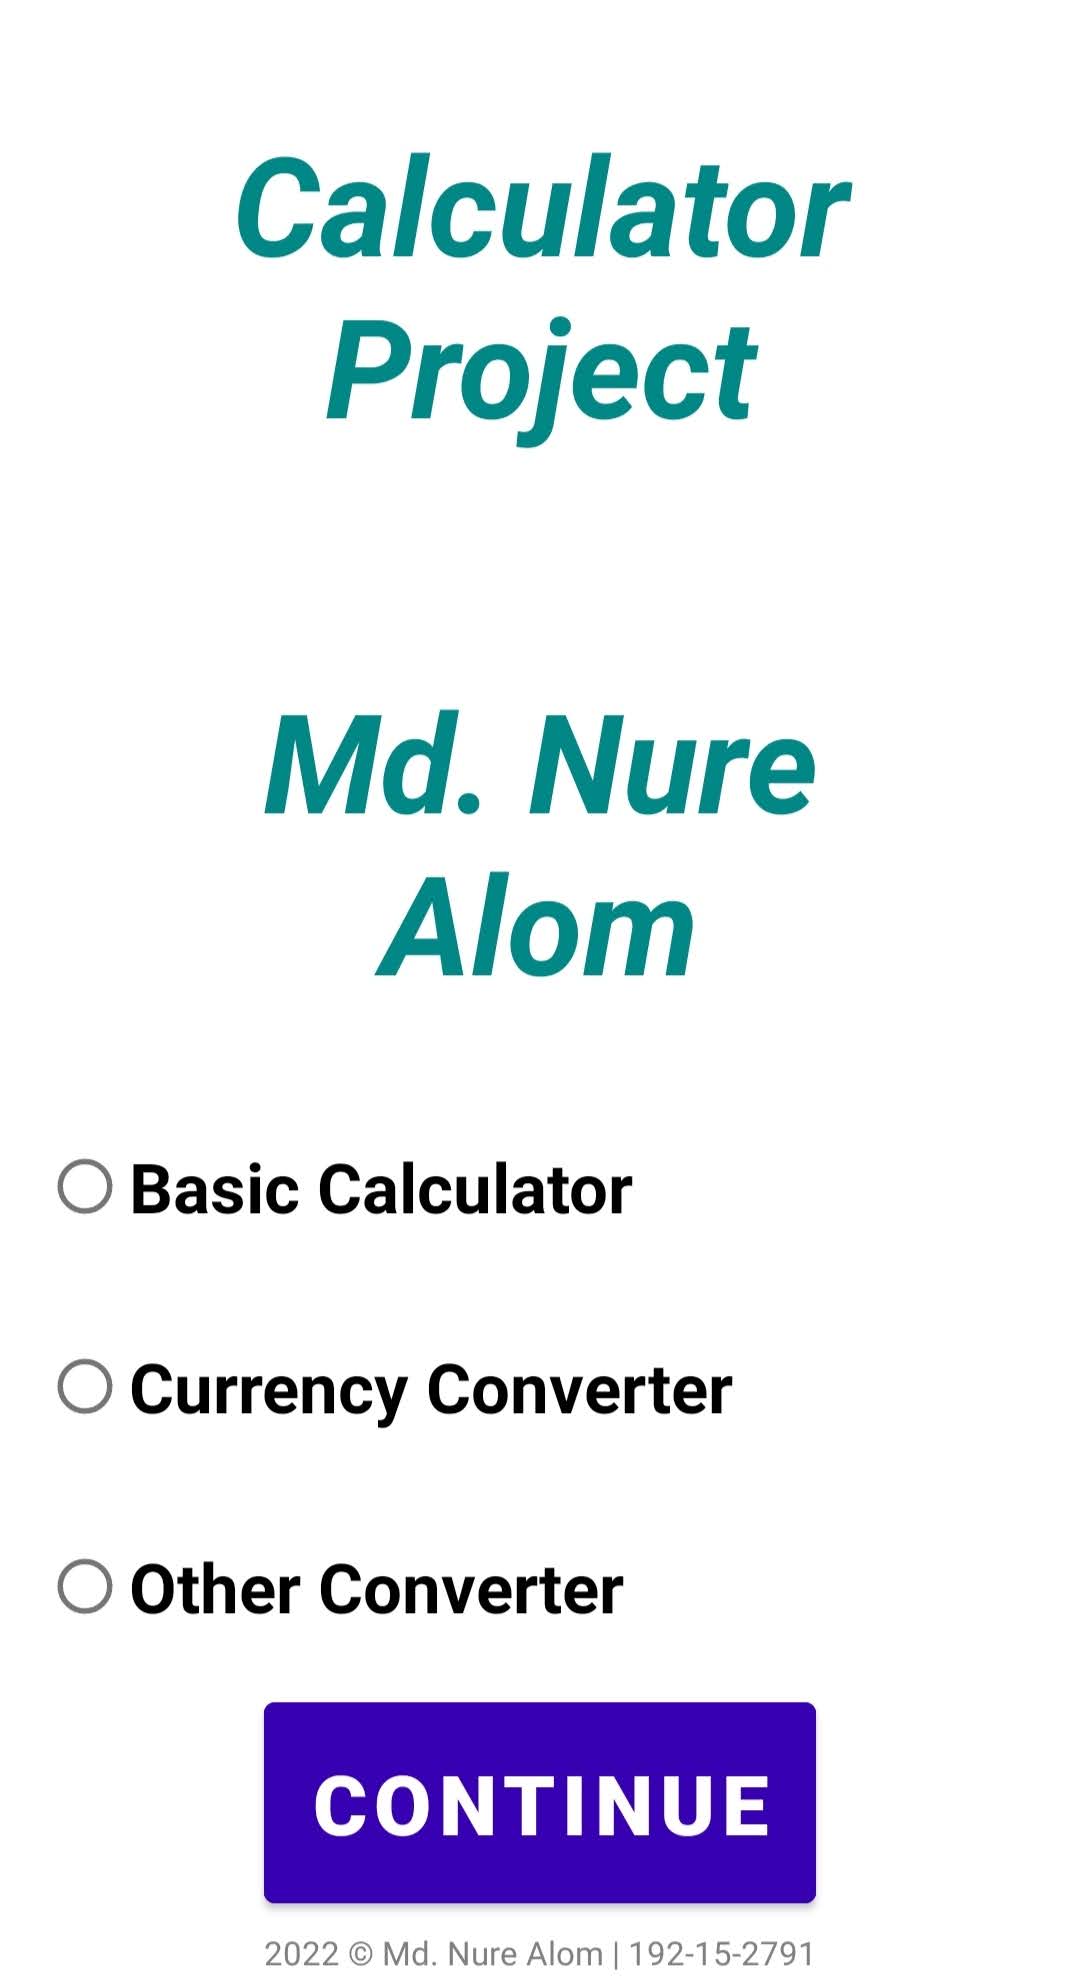 Calculator
Project
Md. Nure
Alom
Basic Calculator
Currency Converter
Other Converter
CONTINUE
2022 © Md. Nure Alom | 192-15-2791